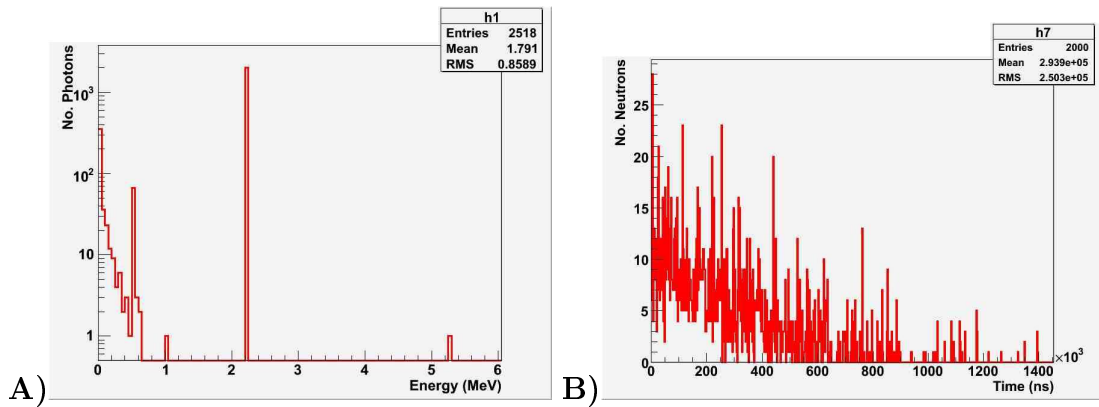 h1
Entries 2518
Mean 1.791
RMS 0.8589
No. Photons
10³
10²
10
1
0 1 2 3 4 5 6
Energy (MeV)
A)
h7
Entries 2000
Mean 2.939e+05
RMS 2.503e+05
No. Neutrons
25
20
15
10
5
0
0 200 400 600 800 1000 1200 1400
×10³
Time (ns)
B)